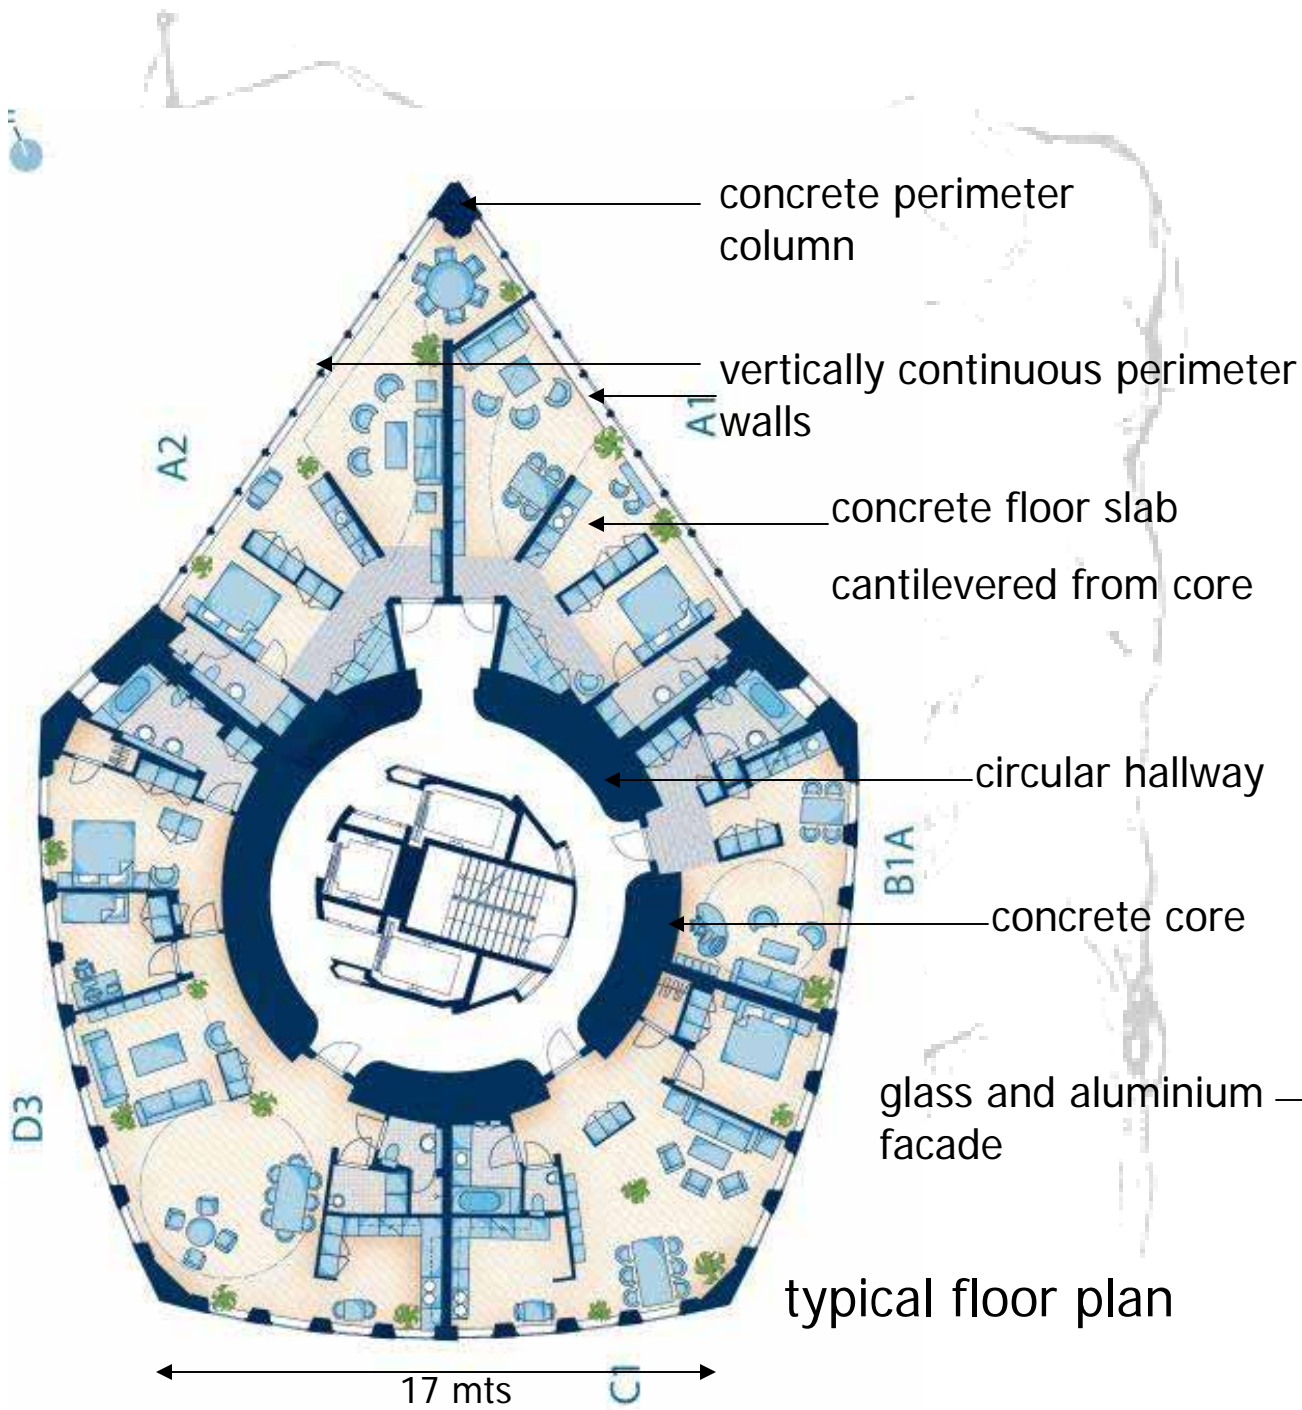 concrete perimeter
column
vertically continuous perimeter
walls
A1
A2
concrete floor slab
cantilevered from core
circular hallway
B1A
concrete core
glass and aluminium
facade
D3
typical floor plan
17 mts
C1